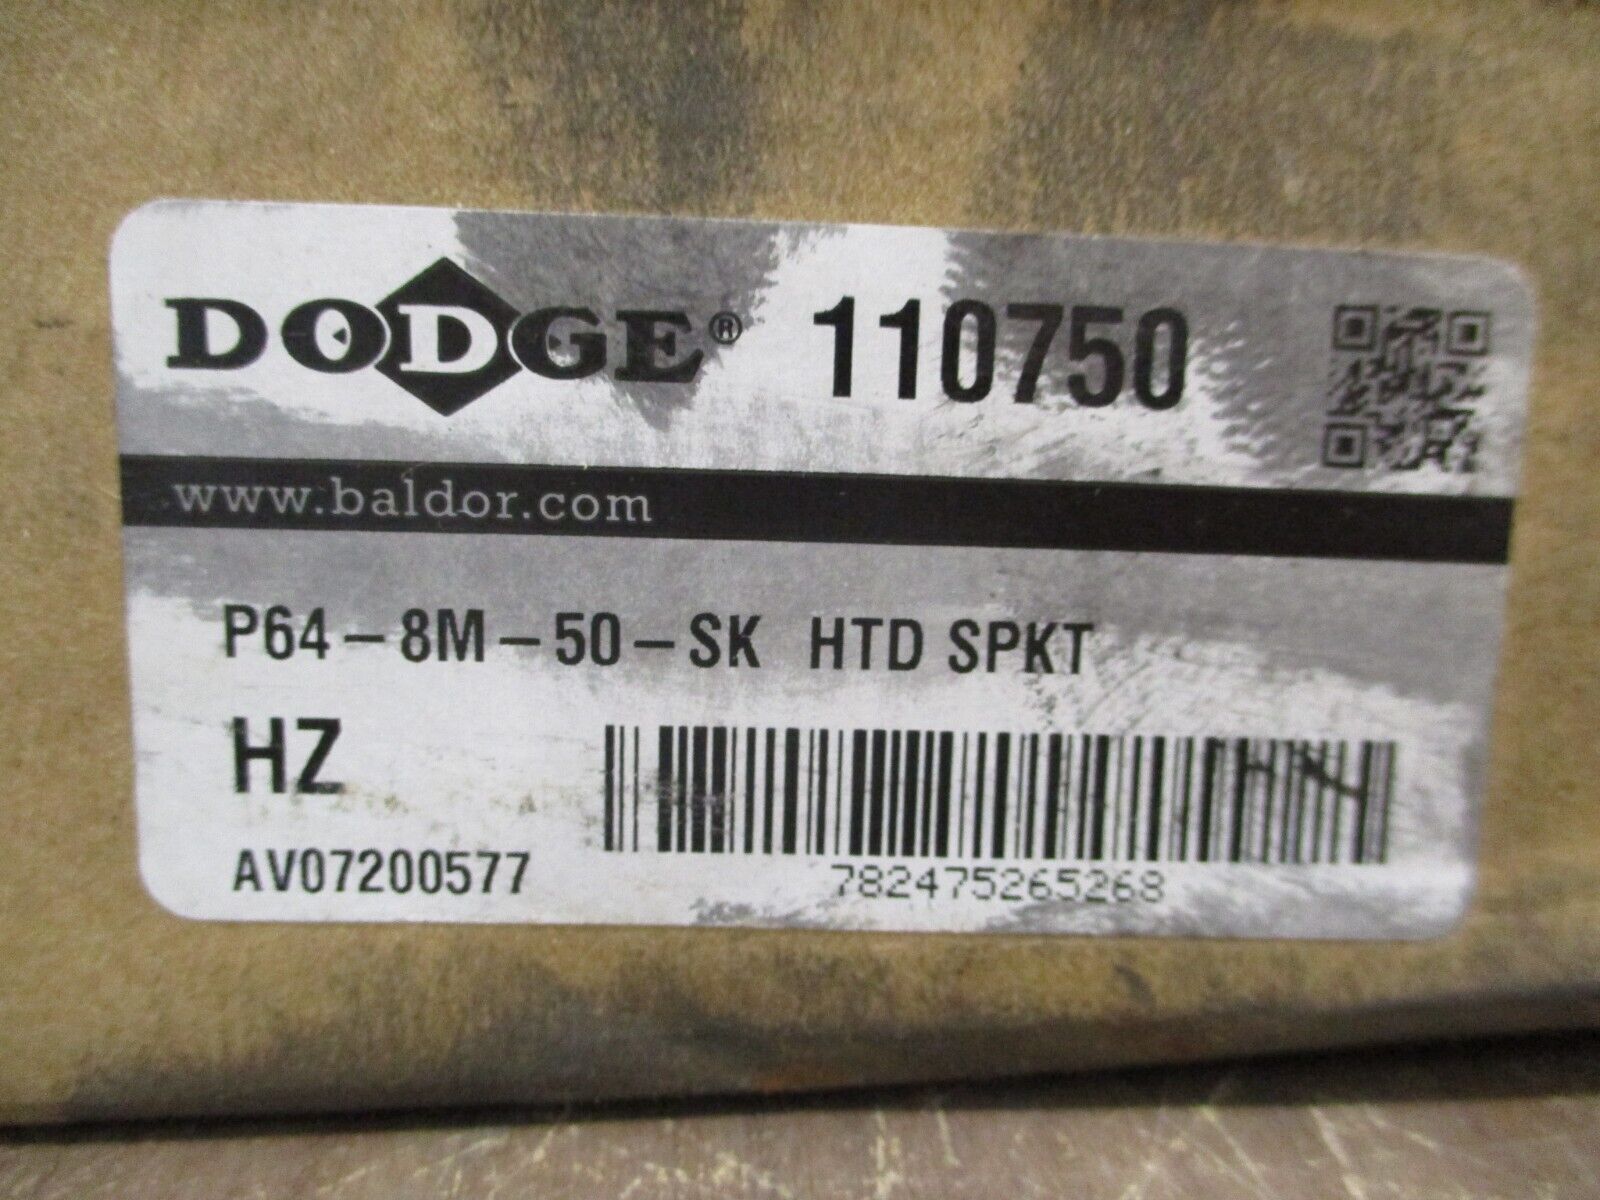 DODGE® 110750
www.baldor.com
P64-8M-50-SK HTD SPKT
HZ
AV07200577
782475265268